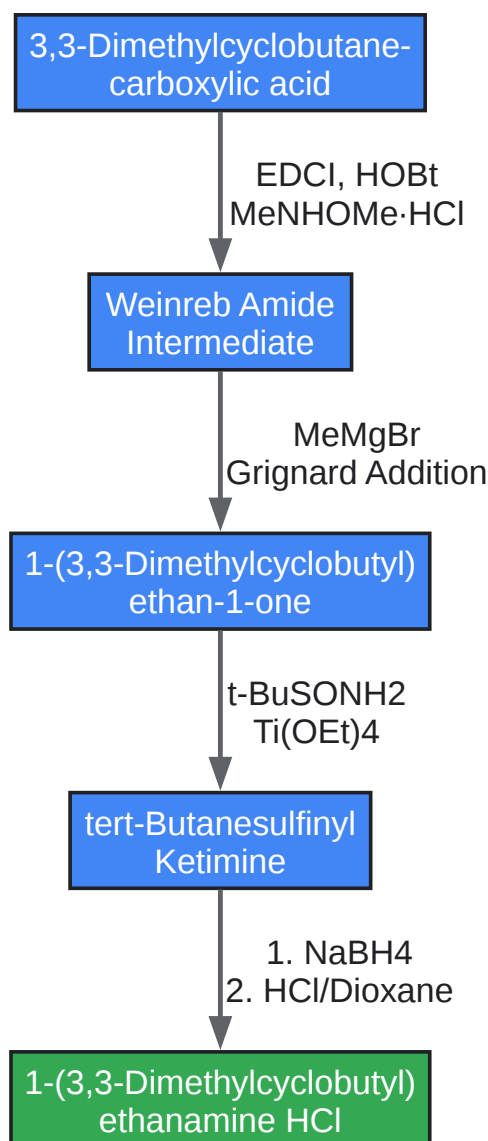 3,3-Dimethylcyclobutane-
carboxylic acid
EDCI, HOBt
MeNHOMe·HCl
Weinreb Amide
Intermediate
MeMgBr
Grignard Addition
1-(3,3-Dimethylcyclobutyl)
ethan-1-one
t-BuSONH2
Ti(OEt)4
tert-Butanesulfinyl
Ketimine
1. NaBH4
2. HCl/Dioxane
1-(3,3-Dimethylcyclobutyl)
ethanamine HCl